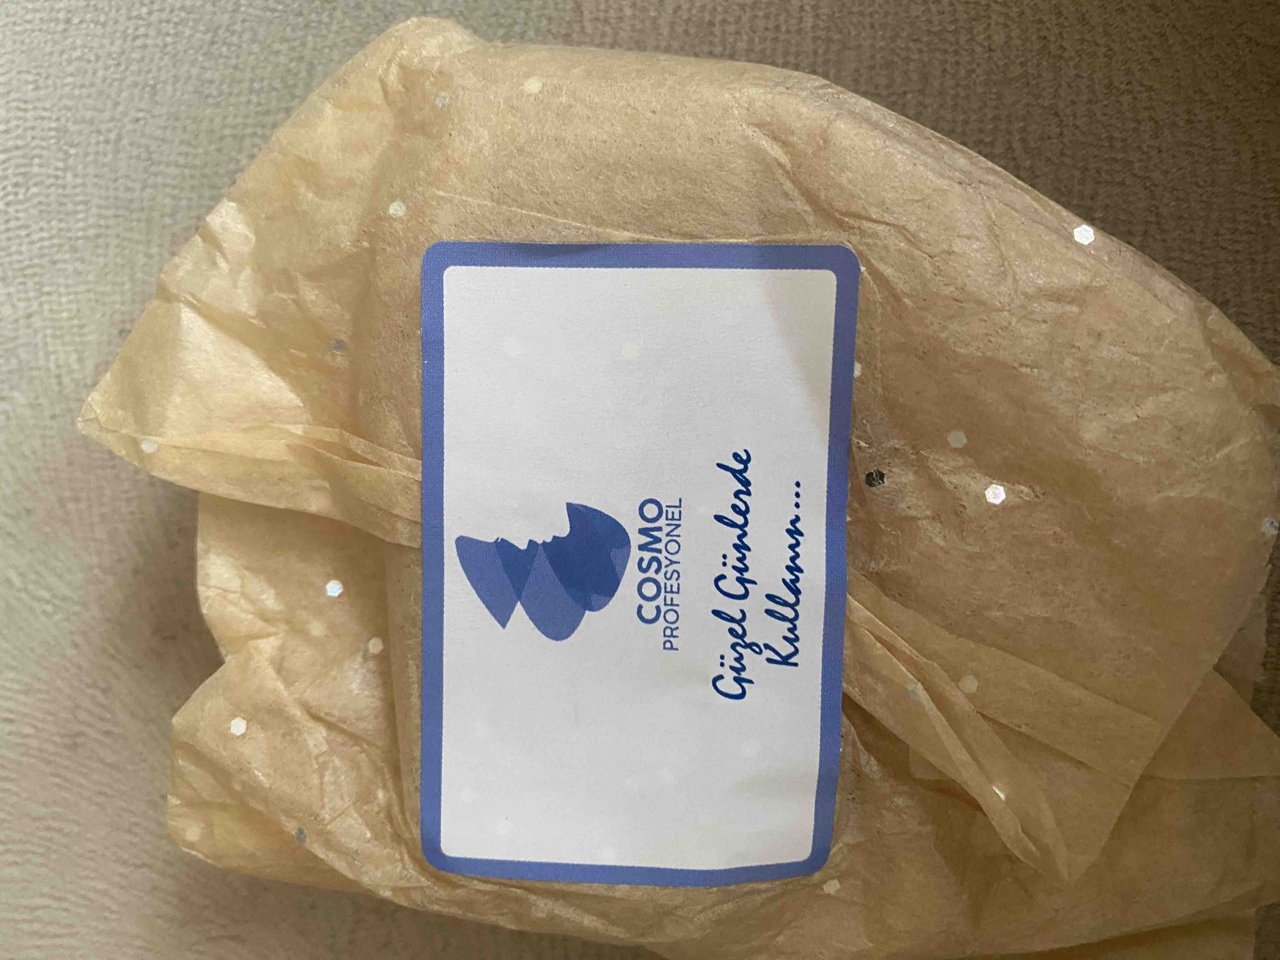 COSMO
PROFESYONEL
Güzel Günlerde
Kullanın...